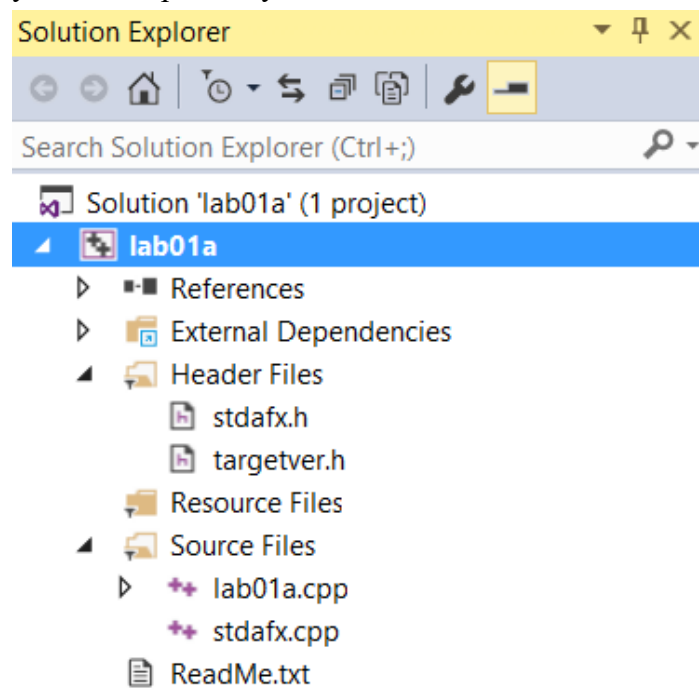 Solution Explorer
Search Solution Explorer (Ctrl+;)
Solution 'lab01a' (1 project)
lab01a
References
External Dependencies
Header Files
stdafx.h
targetver.h
Resource Files
Source Files
lab01a.cpp
stdafx.cpp
ReadMe.txt